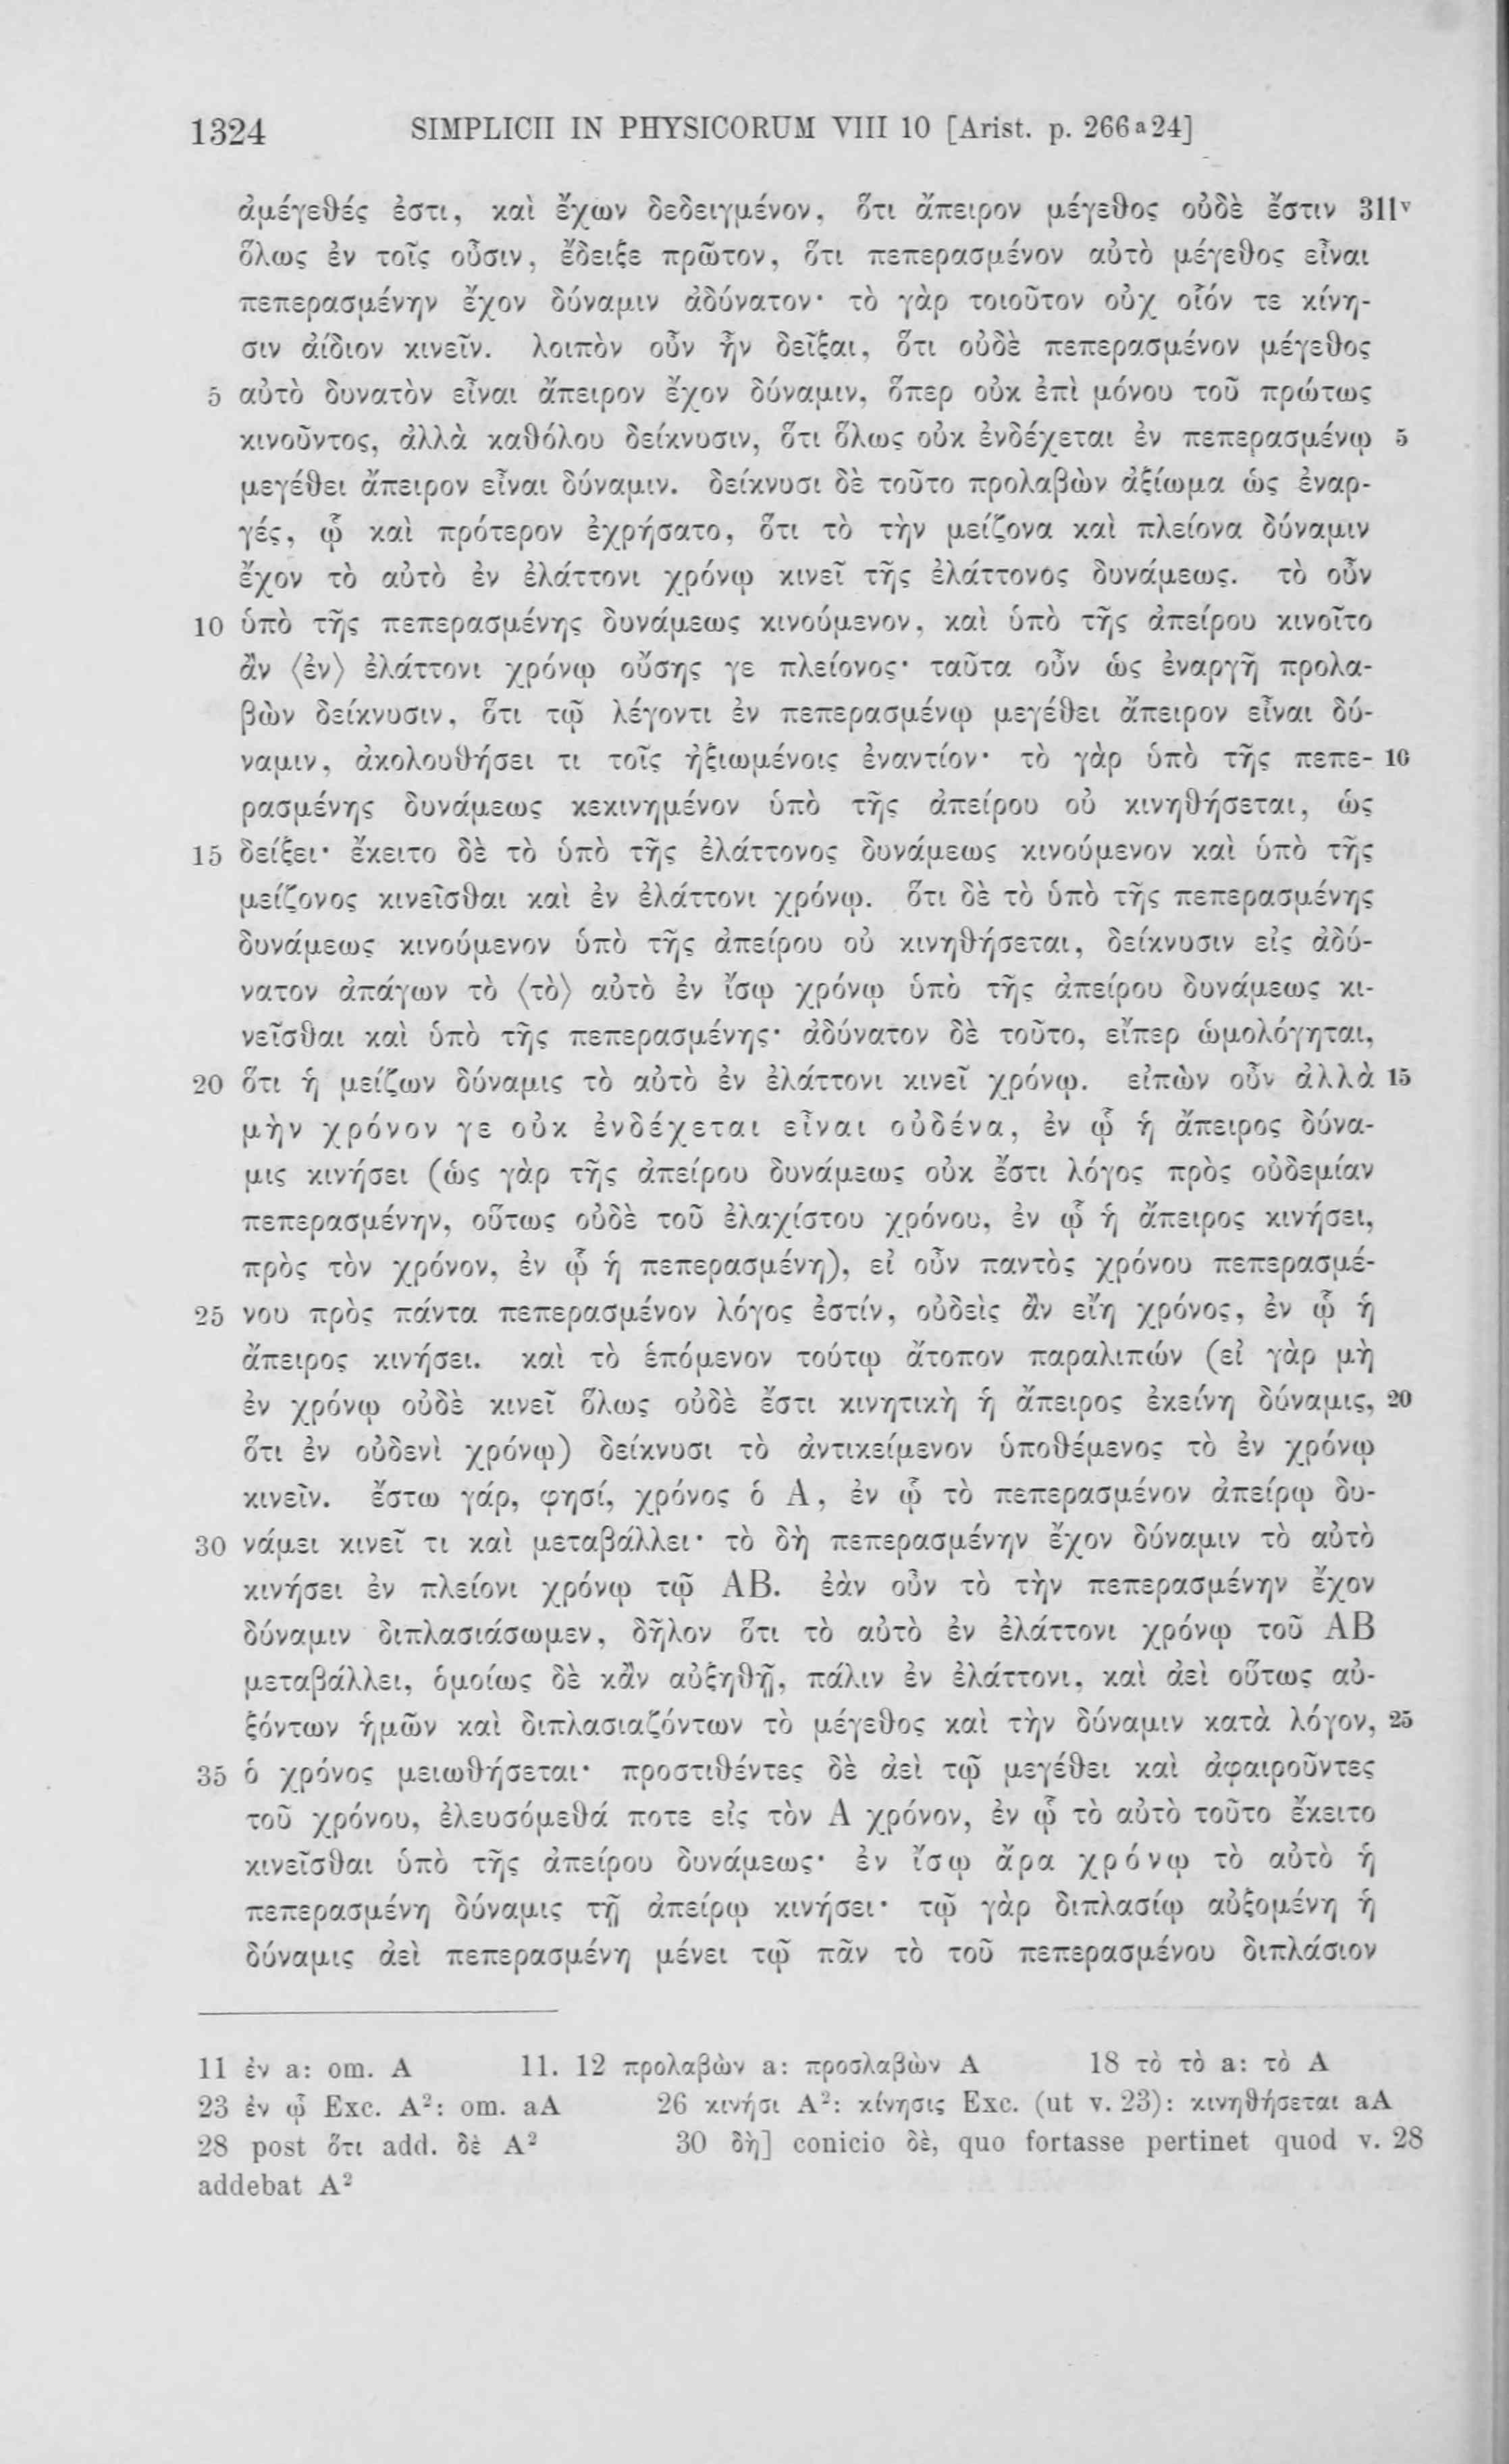 1324 SIMPLICII IN PHYSICORUM VIII 10 [Arist. p. 266a24]
ἀμέγεθές ἐστι, καὶ ἔχων δεδειγμένον, ὅτι ἄπειρον μέγεθος οὐδὲ ἔστιν 311v
ὅλως ἐν τοῖς οὖσιν, ἔδειξε πρῶτον, ὅτι πεπερασμένον αὐτὸ μέγεθος εἶναι
πεπερασμένην ἔχον δύναμιν ἀδύνατον· τὸ γὰρ τοιοῦτον οὐχ οἷόν τε κίνη-
σιν ἀίδιον κινεῖν. λοιπὸν οὖν ἦν δεῖξαι, ὅτι οὐδὲ πεπερασμένον μέγεθος
5 αὐτὸ δυνατὸν εἶναι ἄπειρον ἔχον δύναμιν, ὅπερ οὐκ ἐπὶ μόνου τοῦ πρώτως
κινοῦντος, ἀλλὰ καθόλου δείκνυσιν, ὅτι ὅλως οὐκ ἐνδέχεται ἐν πεπερασμένῳ 5
μεγέθει ἄπειρον εἶναι δύναμιν. δείκνυσι δὲ τοῦτο προλαβὼν ἀξίωμα ὡς ἐναρ-
γές, ᾧ καὶ πρότερον ἐχρήσατο, ὅτι τὸ τὴν μείζονα καὶ πλείονα δύναμιν
ἔχον τὸ αὐτὸ ἐν ἐλάττονι χρόνῳ κινεῖ τῆς ἐλάττονος δυνάμεως. τὸ οὖν
10 ὑπὸ τῆς πεπερασμένης δυνάμεως κινούμενον, καὶ ὑπὸ τῆς ἀπείρου κινοῖτο
ἂν ⟨ἐν⟩ ἐλάττονι χρόνῳ οὔσης γε πλείονος· ταῦτα οὖν ὡς ἐναργῆ προλα-
βὼν δείκνυσιν, ὅτι τῷ λέγοντι ἐν πεπερασμένῳ μεγέθει ἄπειρον εἶναι δύ-
ναμιν, ἀκολουθήσει τι τοῖς ἠξιωμένοις ἐναντίον· τὸ γὰρ ὑπὸ τῆς πεπε- 10
ρασμένης δυνάμεως κεκινημένον ὑπὸ τῆς ἀπείρου οὐ κινηθήσεται, ὡς
15 δείξει· ἔκειτο δὲ τὸ ὑπὸ τῆς ἐλάττονος δυνάμεως κινούμενον καὶ ὑπὸ τῆς
μείζονος κινεῖσθαι καὶ ἐν ἐλάττονι χρόνῳ. ὅτι δὲ τὸ ὑπὸ τῆς πεπερασμένης
δυνάμεως κινούμενον ὑπὸ τῆς ἀπείρου οὐ κινηθήσεται, δείκνυσιν εἰς ἀδύ-
νατον ἀπάγων τὸ ⟨τὸ⟩ αὐτὸ ἐν ἴσῳ χρόνῳ ὑπὸ τῆς ἀπείρου δυνάμεως κι-
νεῖσθαι καὶ ὑπὸ τῆς πεπερασμένης· ἀδύνατον δὲ τοῦτο, εἴπερ ὡμολόγηται,
20 ὅτι ἡ μείζων δύναμις τὸ αὐτὸ ἐν ἐλάττονι κινεῖ χρόνῳ. εἰπὼν οὖν ἀλλὰ 15
μὴν χρόνον γε οὐκ ἐνδέχεται εἶναι οὐδένα, ἐν ᾧ ἡ ἄπειρος δύνα-
μις κινήσει (ὡς γὰρ τῆς ἀπείρου δυνάμεως οὐκ ἔστι λόγος πρὸς οὐδεμίαν
πεπερασμένην, οὕτως οὐδὲ τοῦ ἐλαχίστου χρόνου, ἐν ᾧ ἡ ἄπειρος κινήσει,
πρὸς τὸν χρόνον, ἐν ᾧ ἡ πεπερασμένη), εἰ οὖν παντὸς χρόνου πεπερασμέ-
25 νου πρὸς πάντα πεπερασμένον λόγος ἐστίν, οὐδεὶς ἂν εἴη χρόνος, ἐν ᾧ ἡ
ἄπειρος κινήσει. καὶ τὸ ἑπόμενον τούτῳ ἄτοπον παραλιπών (εἰ γὰρ μὴ
ἐν χρόνῳ οὐδὲ κινεῖ ὅλως οὐδὲ ἔστι κινητικὴ ἡ ἄπειρος ἐκείνη δύναμις, 20
ὅτι ἐν οὐδενὶ χρόνῳ) δείκνυσι τὸ ἀντικείμενον ὑποθέμενος τὸ ἐν χρόνῳ
κινεῖν. ἔστω γάρ, φησί, χρόνος ὁ Α, ἐν ᾧ τὸ πεπερασμένον ἀπείρῳ δυ-
30 νάμει κινεῖ τι καὶ μεταβάλλει· τὸ δὴ πεπερασμένην ἔχον δύναμιν τὸ αὐτὸ
κινήσει ἐν πλείονι χρόνῳ τῷ ΑΒ. ἐὰν οὖν τὸ τὴν πεπερασμένην ἔχον
δύναμιν διπλασιάσωμεν, δῆλον ὅτι τὸ αὐτὸ ἐν ἐλάττονι χρόνῳ τοῦ ΑΒ
μεταβάλλει, ὁμοίως δὲ κἂν αὐξηθῇ, πάλιν ἐν ἐλάττονι, καὶ ἀεὶ οὕτως αὐ-
ξόντων ἡμῶν καὶ διπλασιαζόντων τὸ μέγεθος καὶ τὴν δύναμιν κατὰ λόγον, 25
35 ὁ χρόνος μειωθήσεται· προστιθέντες δὲ ἀεὶ τῷ μεγέθει καὶ ἀφαιροῦντες
τοῦ χρόνου, ἐλευσόμεθά ποτε εἰς τὸν Α χρόνον, ἐν ᾧ τὸ αὐτὸ τοῦτο ἔκειτο
κινεῖσθαι ὑπὸ τῆς ἀπείρου δυνάμεως· ἐν ἴσῳ ἄρα χρόνῳ τὸ αὐτὸ ἡ
πεπερασμένη δύναμις τῇ ἀπείρῳ κινήσει· τῷ γὰρ διπλασίῳ αὐξομένη ἡ
δύναμις ἀεὶ πεπερασμένη μένει τῷ πᾶν τὸ τοῦ πεπερασμένου διπλάσιον
11 ἐν a: om. A 11. 12 προλαβὼν a: προσλαβὼν A 18 τὸ τὸ a: τὸ A
23 ἐν ᾧ Exc. A²: om. aA 26 κινήσι A²: κίνησις Exc. (ut v. 23): κινηθήσεται aA
28 post ὅτι add. δὲ A² 30 δὴ] conicio δὲ, quo fortasse pertinet quod v. 28
addebat A²